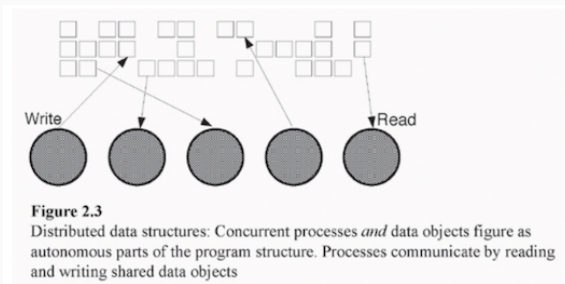 Write
Read
Figure 2.3
Distributed data structures: Concurrent processes and data objects figure as
autonomous parts of the program structure. Processes communicate by reading
and writing shared data objects